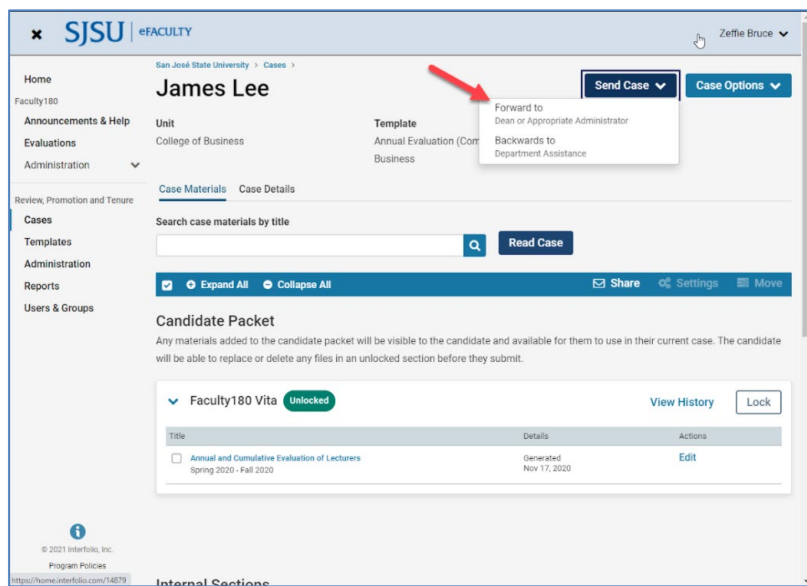 SJSU eFACULTY
Zeffie Bruce
Home
Faculty180
Announcements & Help
Evaluations
Administration
Review, Promotion and Tenure
Cases
Templates
Administration
Reports
Users & Groups
© 2021 Interfolio, Inc.
Program Policies
https://home.interfolio.com/14879
San José State University > Cases >
James Lee
Send Case
Case Options
Forward to
Dean or Appropriate Administrator
Backwards to
Department Assistance
Unit
College of Business
Template
Annual Evaluation (Com
Business
Case Materials Case Details
Search case materials by title
Read Case
Expand All Collapse All Share Settings Move
Candidate Packet
Any materials added to the candidate packet will be visible to the candidate and available for them to use in their current case. The candidate
will be able to replace or delete any files in an unlocked section before they submit.
Faculty180 Vita Unlocked View History Lock
Title Details Actions
Annual and Cumulative Evaluation of Lecturers Generated Edit
Spring 2020 - Fall 2020 Nov 17, 2020
Internal Sections